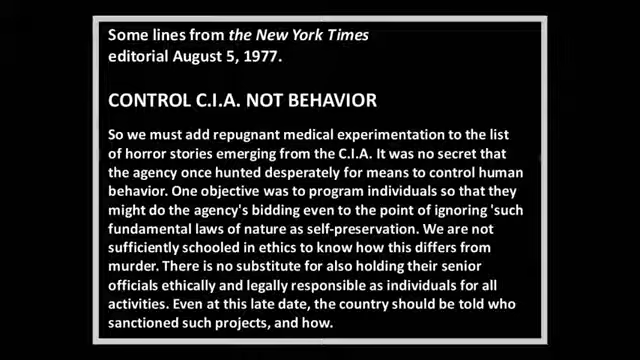 Some lines from the New York Times
editorial August 5, 1977.
CONTROL C.I.A. NOT BEHAVIOR
So we must add repugnant medical experimentation to the list
of horror stories emerging from the C.I.A. It was no secret that
the agency once hunted desperately for means to control human
behavior. One objective was to program individuals so that they
might do the agency's bidding even to the point of ignoring 'such
fundamental laws of nature as self-preservation. We are not
sufficiently schooled in ethics to know how this differs from
murder. There is no substitute for also holding their senior
officials ethically and legally responsible as individuals for all
activities. Even at this late date, the country should be told who
sanctioned such projects, and how.